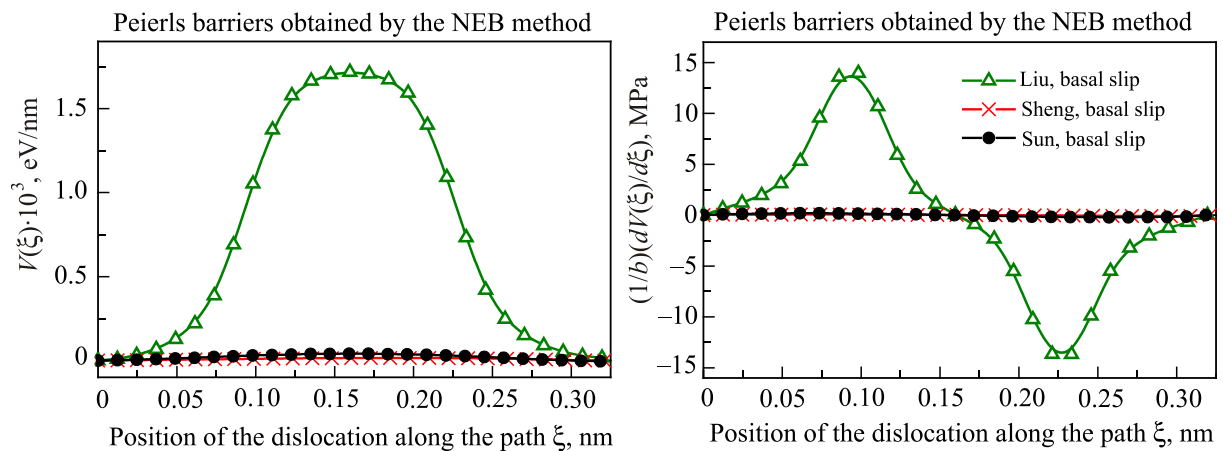 Peierls barriers obtained by the NEB method
V(ξ)·10³, eV/nm
1.5
1.0
0.5
0
0 0.05 0.10 0.15 0.20 0.25 0.30
Position of the dislocation along the path ξ, nm
Peierls barriers obtained by the NEB method
(1/b)(dV(ξ)/dξ), MPa
15
10
5
0
−5
−10
−15
Liu, basal slip
Sheng, basal slip
Sun, basal slip
0 0.05 0.10 0.15 0.20 0.25 0.30
Position of the dislocation along the path ξ, nm